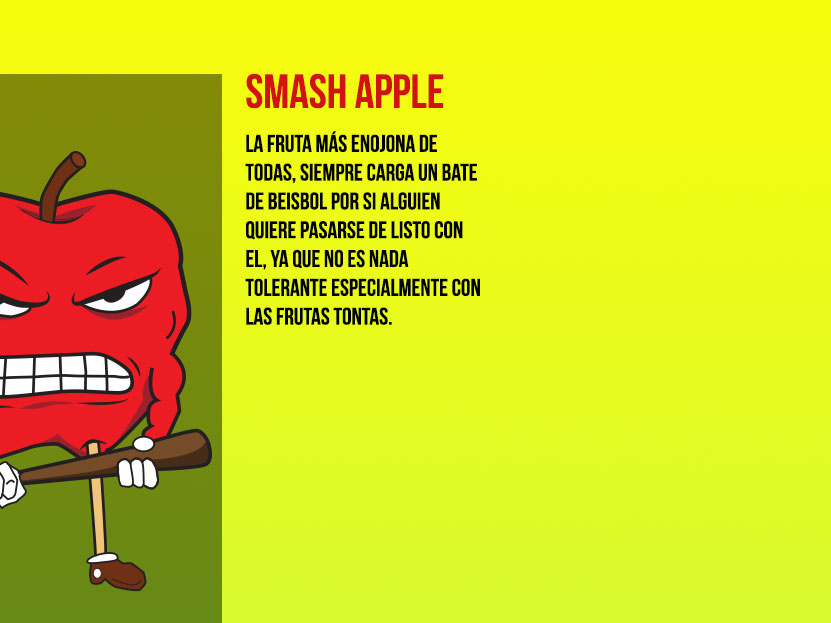 SMASH APPLE
LA FRUTA MÁS ENOJONA DE
TODAS, SIEMPRE CARGA UN BATE
DE BEISBOL POR SI ALGUIEN
QUIERE PASARSE DE LISTO CON
EL, YA QUE NO ES NADA
TOLERANTE ESPECIALMENTE CON
LAS FRUTAS TONTAS.